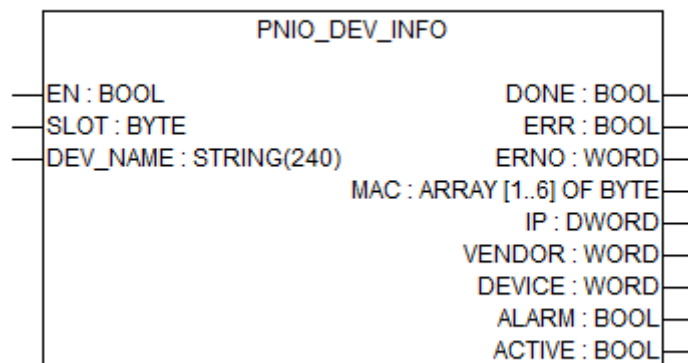 PNIO_DEV_INFO
EN : BOOL DONE : BOOL
SLOT : BYTE ERR : BOOL
DEV_NAME : STRING(240) ERNO : WORD
MAC : ARRAY [1..6] OF BYTE
IP : DWORD
VENDOR : WORD
DEVICE : WORD
ALARM : BOOL
ACTIVE : BOOL